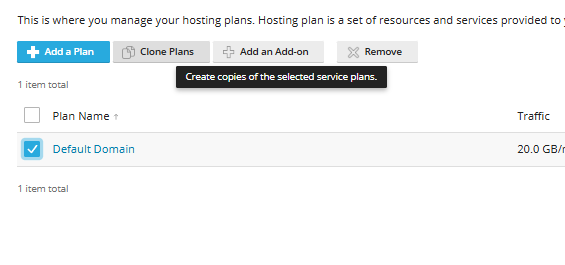 This is where you manage your hosting plans. Hosting plan is a set of resources and services provided to
Add a Plan Clone Plans Add an Add-on Remove
Create copies of the selected service plans.
1 item total
Plan Name ↑ Traffic
Default Domain 20.0 GB/
1 item total